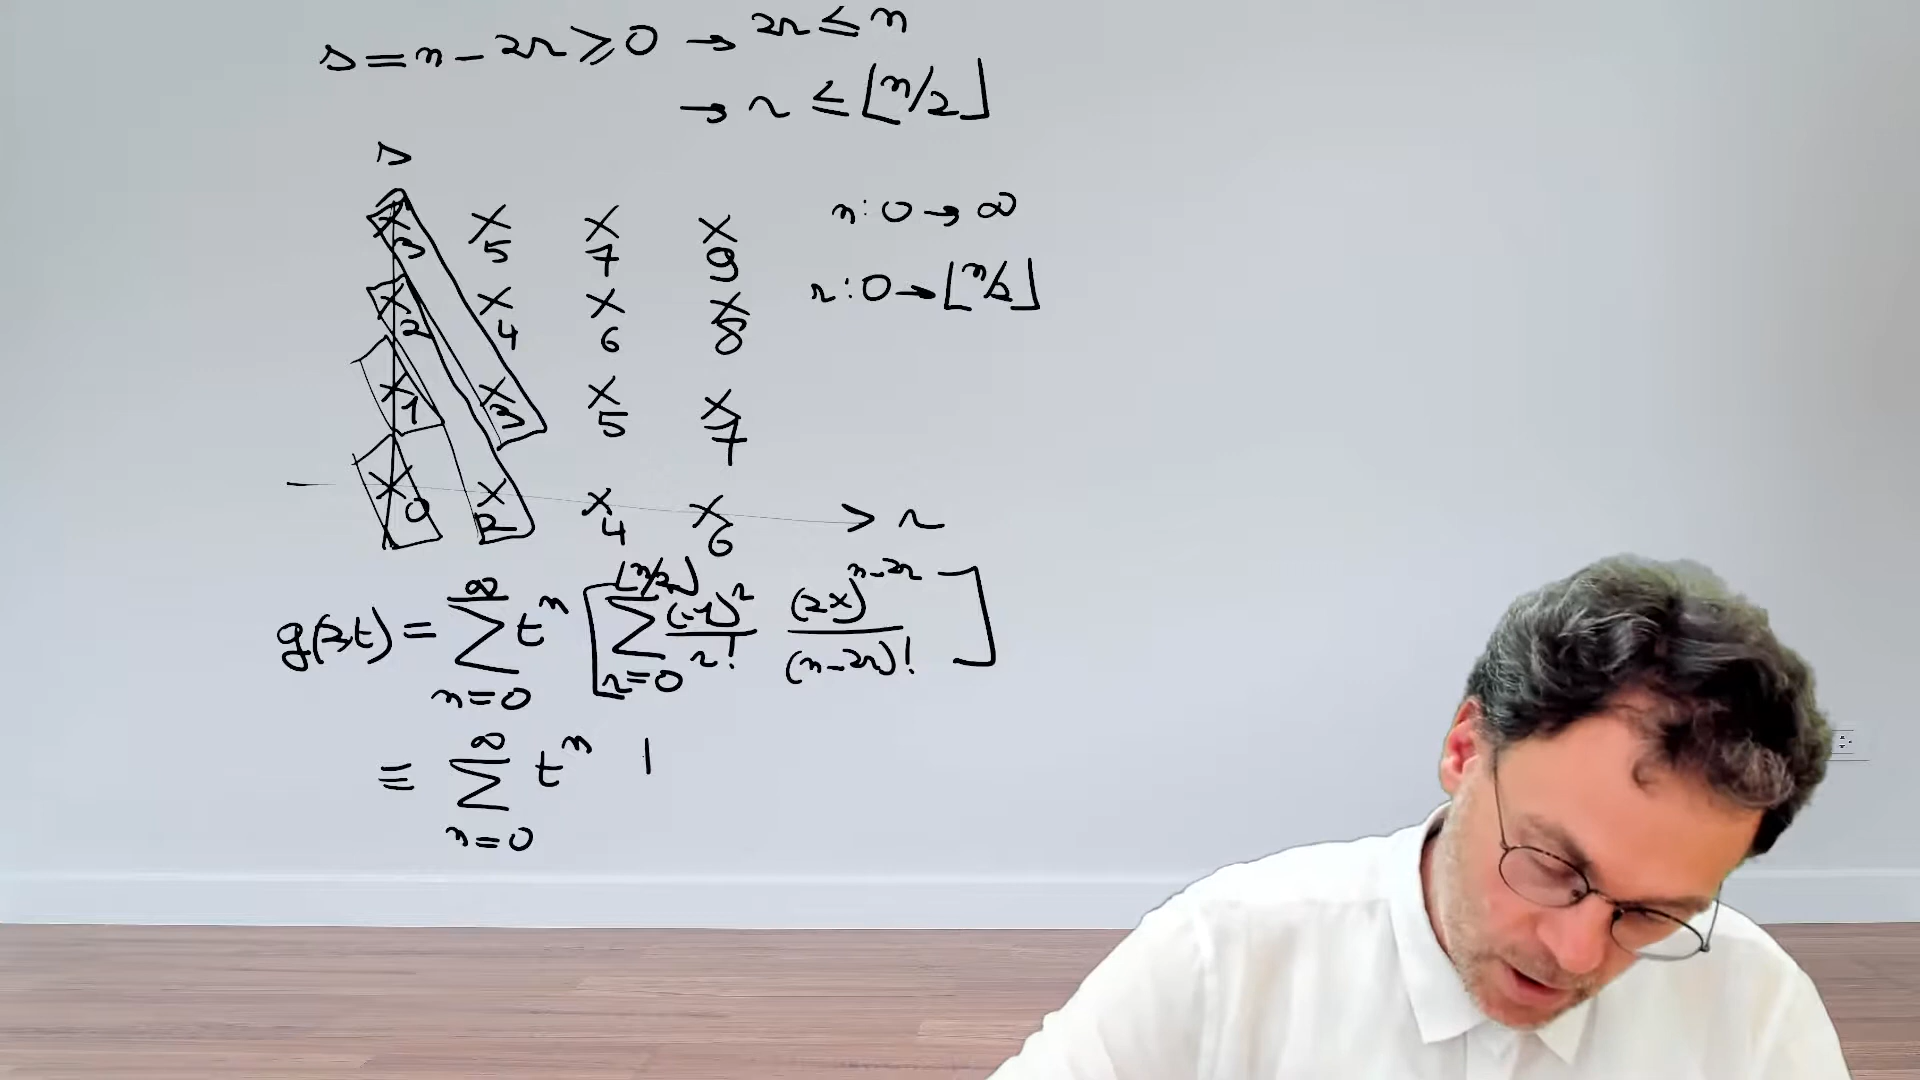 s = n - 2r ≥ 0 → 2r ≤ n
→ r ≤ ⌊n/2⌋
s
x 3 x 5 x 7 x 9
n: 0 → ∞
x 2 x 4 x 6 x 8
r: 0 → ⌊n/2⌋
x 1 x 3 x 5 x 7
x 0 x 2 x 4 x 6 > r
g(x,t) = ∑_{n=0}^{∞} t^n [ ∑_{r=0}^{⌊n/2⌋} (-1)^r / r! (2x)^{n-2r} / (n-2r)! ]
≡ ∑_{n=0}^{∞} t^n